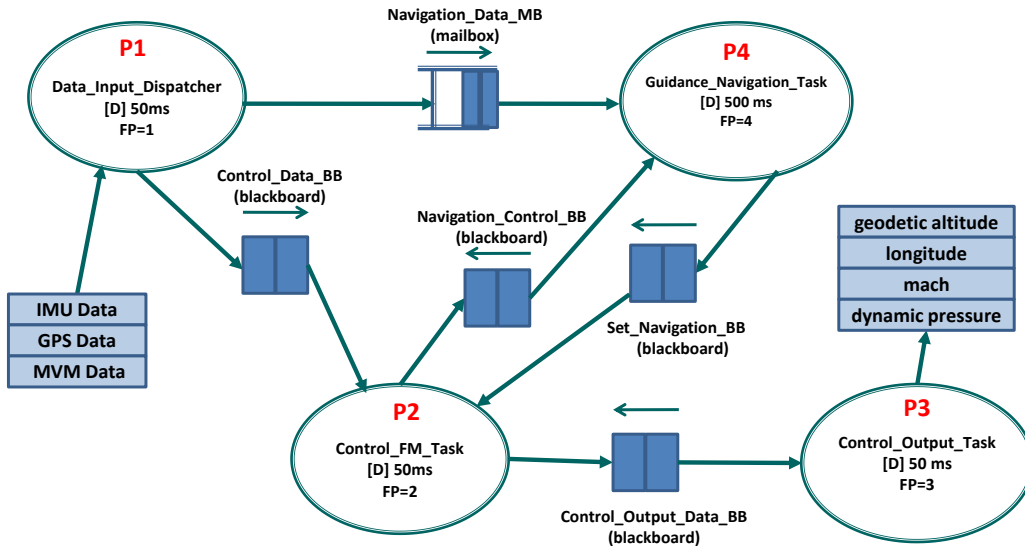 Navigation_Data_MB
(mailbox)
P1
Data_Input_Dispatcher
[D] 50ms
FP=1
P4
Guidance_Navigation_Task
[D] 500 ms
FP=4
Control_Data_BB
(blackboard)
Navigation_Control_BB
(blackboard)
geodetic altitude
longitude
mach
dynamic pressure
IMU Data
GPS Data
MVM Data
Set_Navigation_BB
(blackboard)
P2
Control_FM_Task
[D] 50ms
FP=2
P3
Control_Output_Task
[D] 50 ms
FP=3
Control_Output_Data_BB
(blackboard)